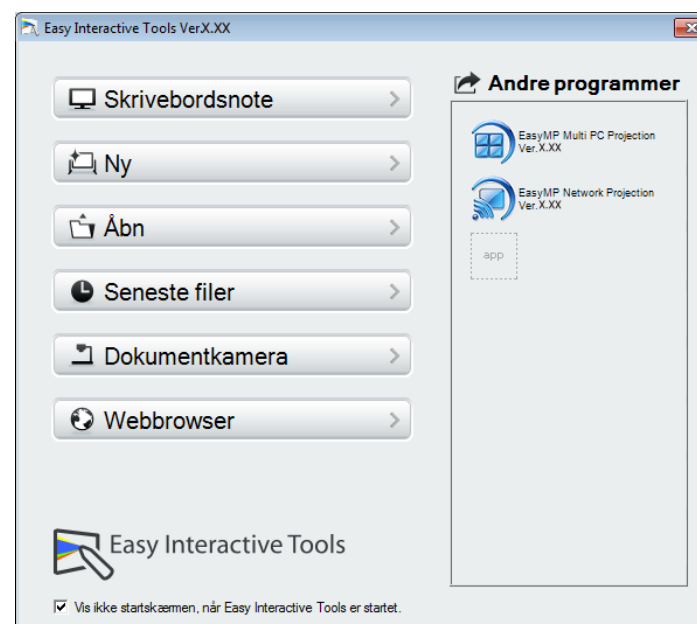 Easy Interactive Tools Ver.X.XX
Skrivebordsnote
Ny
Åbn
Seneste filer
Dokumentkamera
Webbrowser
Andre programmer
EasyMP Multi PC Projection
Ver.X.XX
EasyMP Network Projection
Ver.X.XX
app
Easy Interactive Tools
Vis ikke startskærmen, når Easy Interactive Tools er startet.